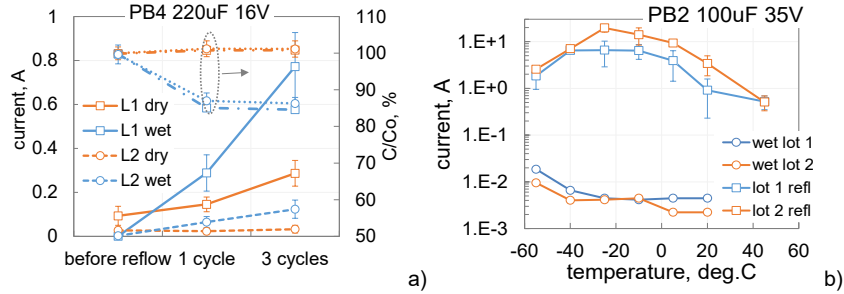 PB4 220uF 16V
1
0.8
0.6
0.4
0.2
0
current, A
110
100
90
80
70
60
50
C/Co, %
L1 dry
L1 wet
L2 dry
L2 wet
before reflow 1 cycle 3 cycles
a)
PB2 100uF 35V
1.E+1
1.E+0
1.E-1
1.E-2
1.E-3
current, A
wet lot 1
wet lot 2
lot 1 refl
lot 2 refl
-60 -40 -20 0 20 40 60
temperature, deg.C
b)